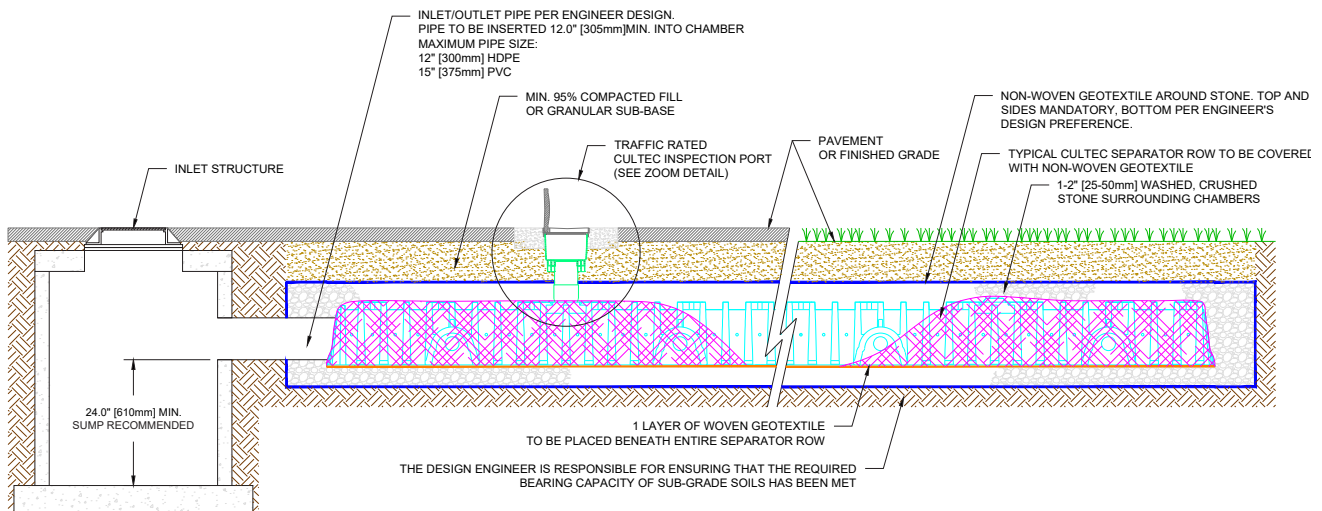 INLET/OUTLET PIPE PER ENGINEER DESIGN.
PIPE TO BE INSERTED 12.0" [305mm]MIN. INTO CHAMBER
MAXIMUM PIPE SIZE:
12" [300mm] HDPE
15" [375mm] PVC
MIN. 95% COMPACTED FILL
OR GRANULAR SUB-BASE
NON-WOVEN GEOTEXTILE AROUND STONE. TOP AND
SIDES MANDATORY, BOTTOM PER ENGINEER'S
DESIGN PREFERENCE.
TRAFFIC RATED
CULTEC INSPECTION PORT
(SEE ZOOM DETAIL)
PAVEMENT
OR FINISHED GRADE
TYPICAL CULTEC SEPARATOR ROW TO BE COVERED
WITH NON-WOVEN GEOTEXTILE
INLET STRUCTURE
1-2" [25-50mm] WASHED, CRUSHED
STONE SURROUNDING CHAMBERS
24.0" [610mm] MIN.
SUMP RECOMMENDED
1 LAYER OF WOVEN GEOTEXTILE
TO BE PLACED BENEATH ENTIRE SEPARATOR ROW
THE DESIGN ENGINEER IS RESPONSIBLE FOR ENSURING THAT THE REQUIRED
BEARING CAPACITY OF SUB-GRADE SOILS HAS BEEN MET